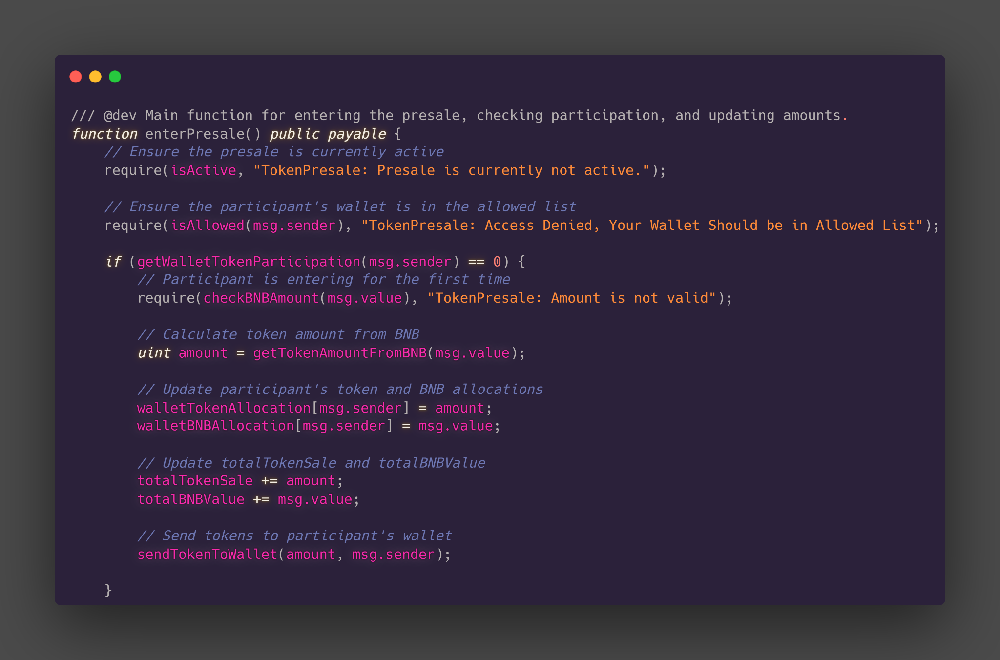 /// @dev Main function for entering the presale, checking participation, and updating amounts.
function enterPresale() public payable {
    // Ensure the presale is currently active
    require(isActive, "TokenPresale: Presale is currently not active.");

    // Ensure the participant's wallet is in the allowed list
    require(isAllowed(msg.sender), "TokenPresale: Access Denied, Your Wallet Should be in Allowed List");

    if (getWalletTokenParticipation(msg.sender) == 0) {
        // Participant is entering for the first time
        require(checkBNBAmount(msg.value), "TokenPresale: Amount is not valid");

        // Calculate token amount from BNB
        uint amount = getTokenAmountFromBNB(msg.value);

        // Update participant's token and BNB allocations
        walletTokenAllocation[msg.sender] = amount;
        walletBNBAllocation[msg.sender] = msg.value;

        // Update totalTokenSale and totalBNBValue
        totalTokenSale += amount;
        totalBNBValue += msg.value;

        // Send tokens to participant's wallet
        sendTokenToWallet(amount, msg.sender);

    }